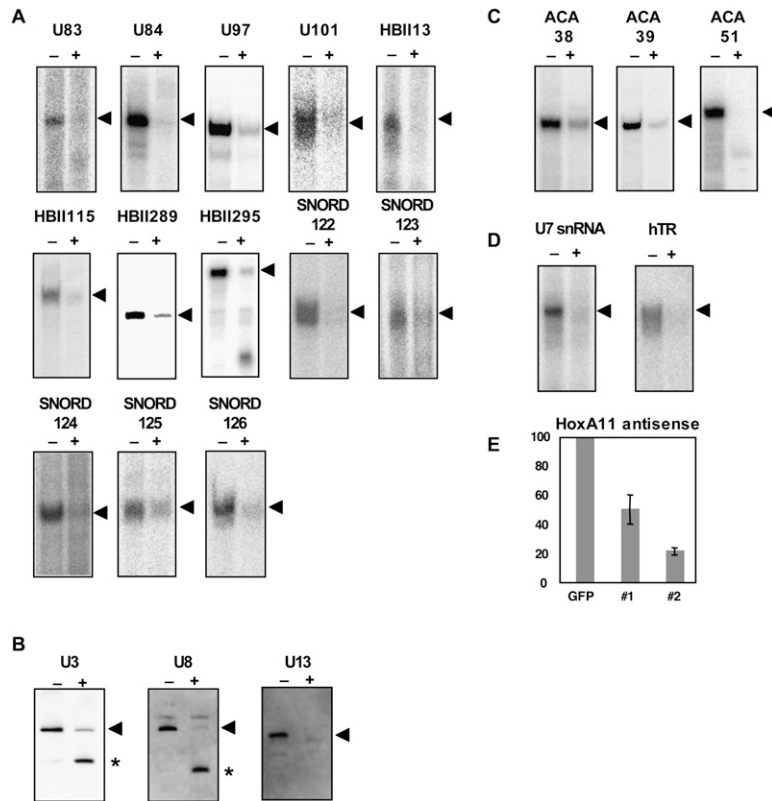 A
U83 U84 U97 U101 HBII13
– + – + – + – + – +
HBII115 HBII289 HBII295 SNORD 122 SNORD 123
– + – + – + – + – +
SNORD 124 SNORD 125 SNORD 126
– + – + – +
B
U3 U8 U13
– + – + – +
*
*
C
ACA 38 ACA 39 ACA 51
– + – + – +
D
U7 snRNA hTR
– + – +
E
HoxA11 antisense
100
80
60
40
20
0
GFP #1 #2